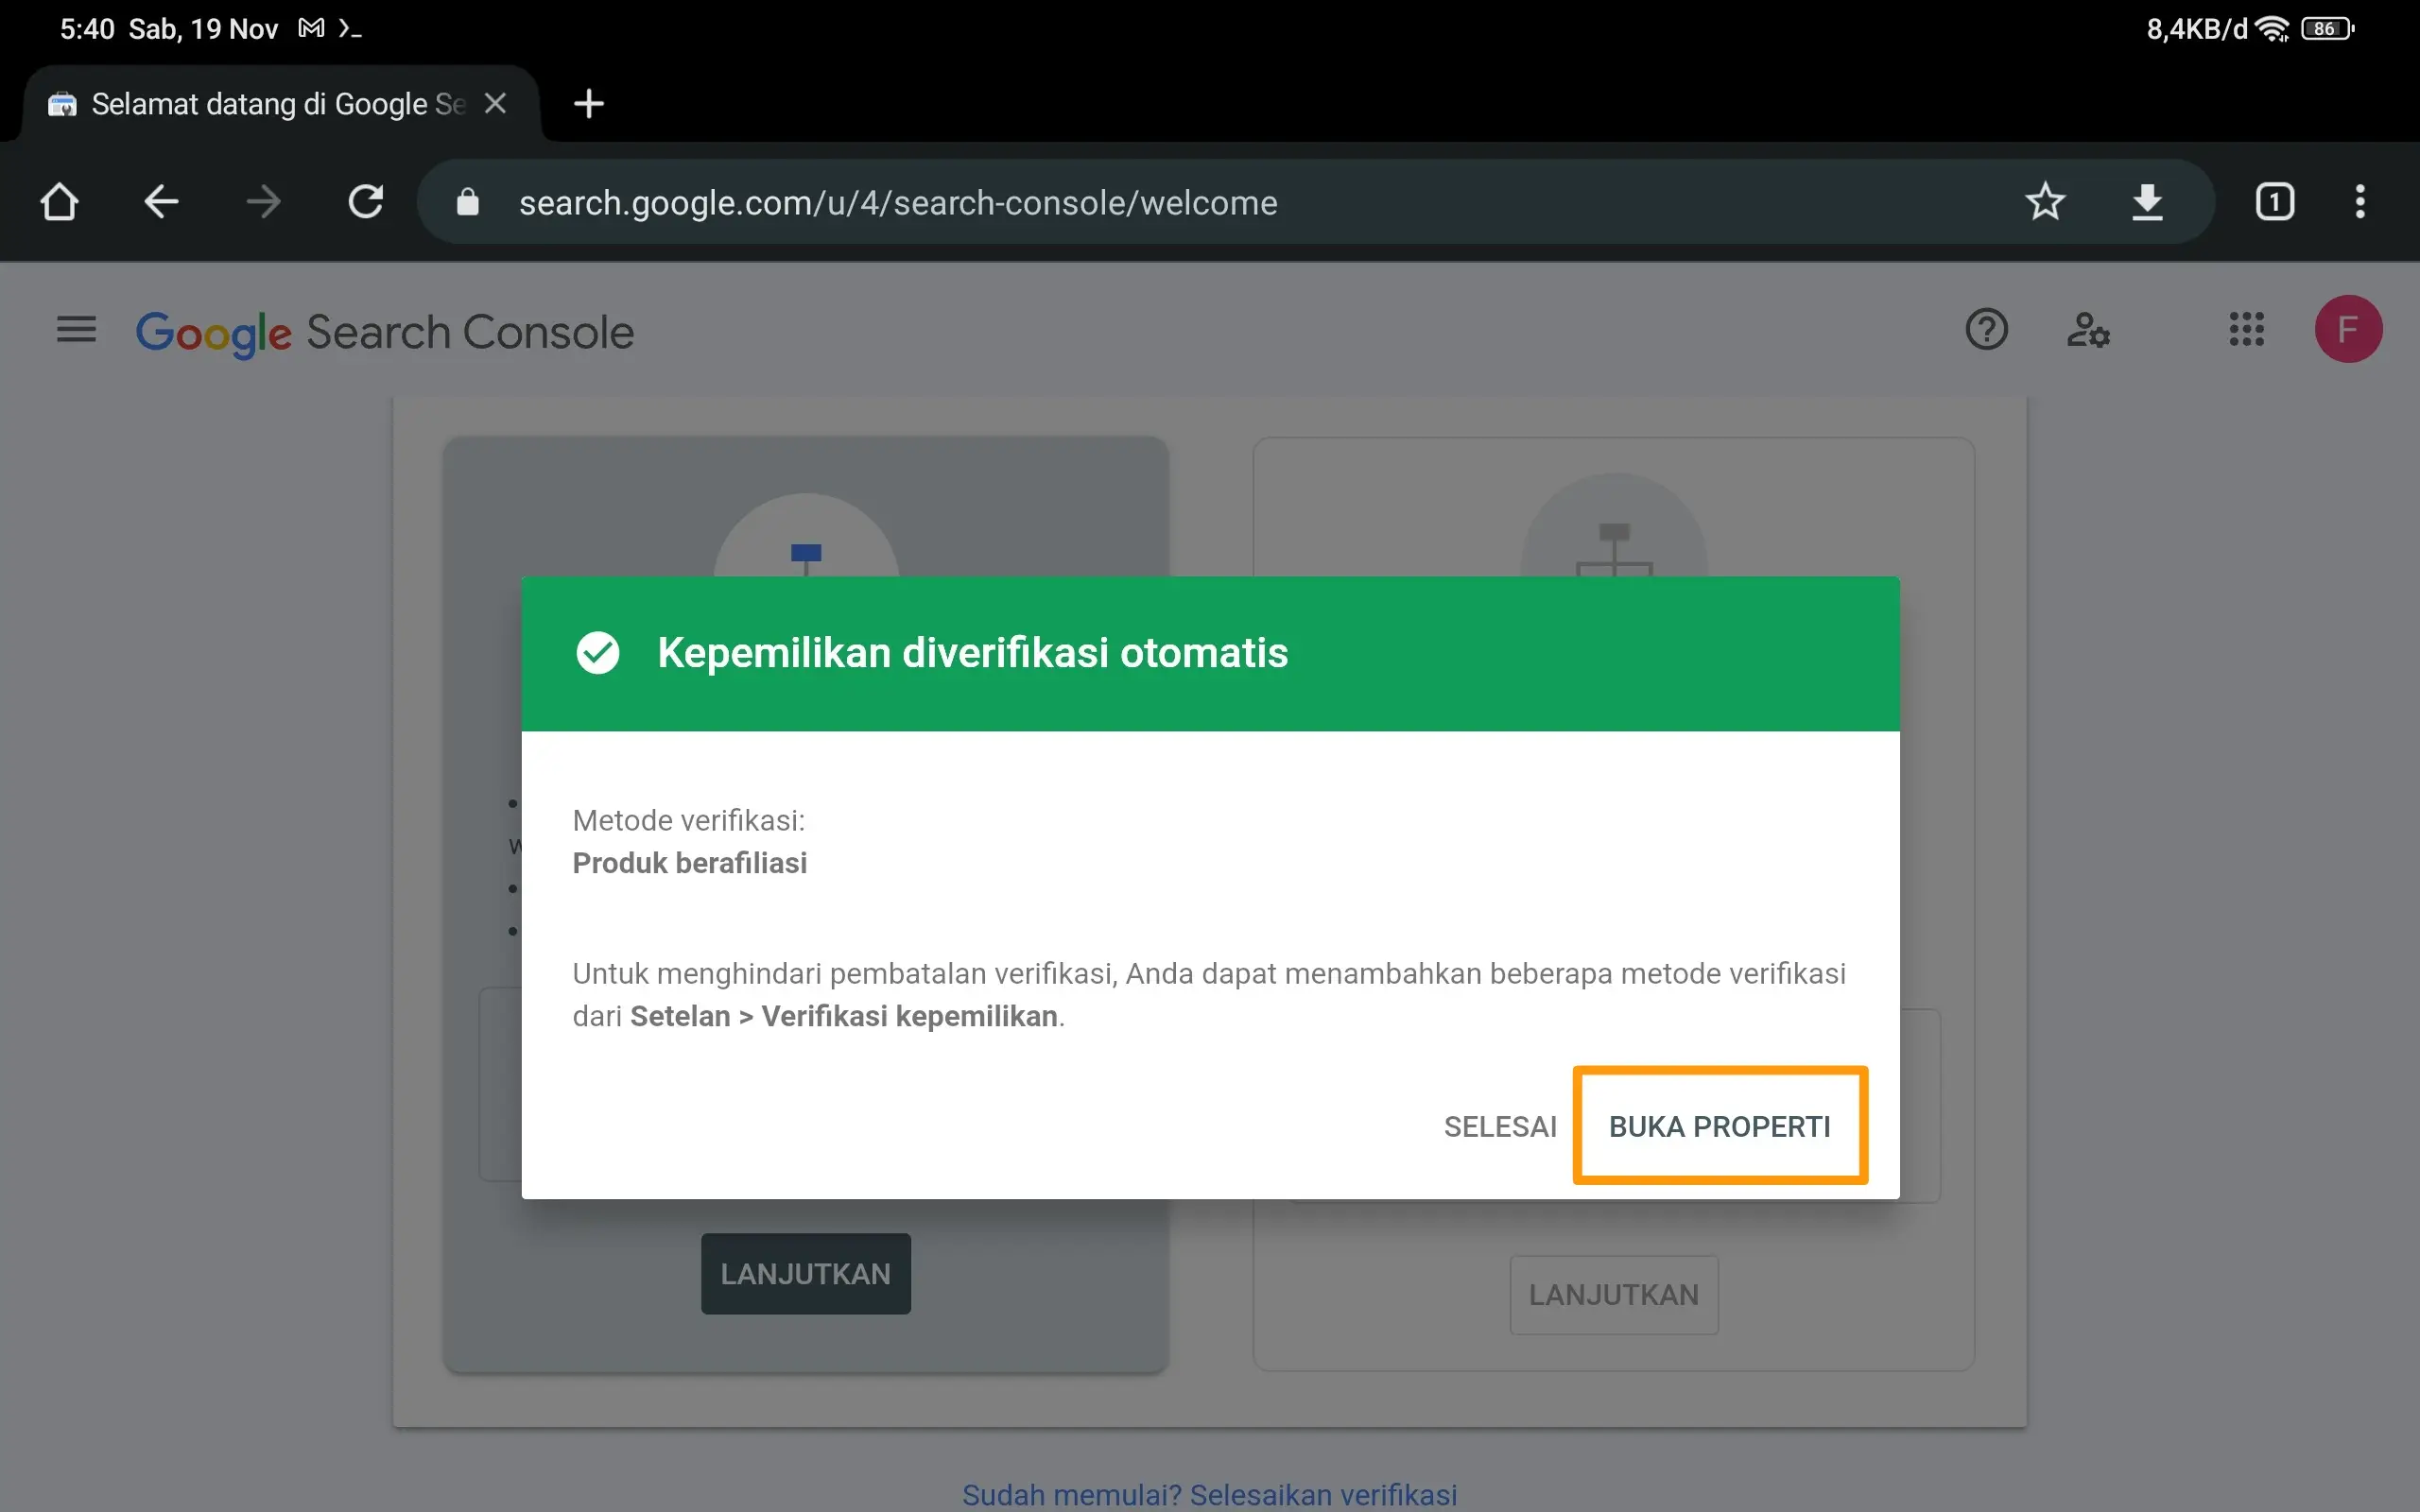 5:40 Sab, 19 Nov
8,4KB/d 86
Selamat datang di Google Se
search.google.com/u/4/search-console/welcome
1
Google Search Console
F
Kepemilikan diverifikasi otomatis
Metode verifikasi:
Produk berafiliasi
Untuk menghindari pembatalan verifikasi, Anda dapat menambahkan beberapa metode verifikasi
dari Setelan > Verifikasi kepemilikan.
SELESAI
BUKA PROPERTI
LANJUTKAN
LANJUTKAN
Sudah memulai? Selesaikan verifikasi